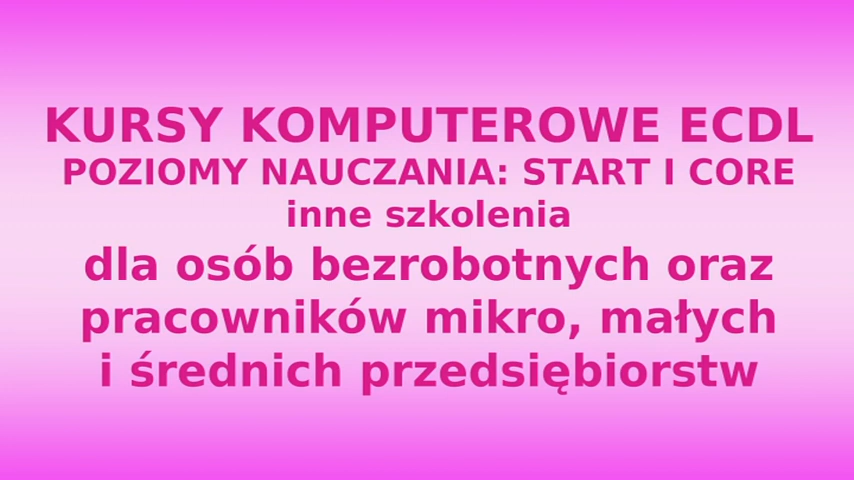 KURSY KOMPUTEROWE ECDL
POZIOMY NAUCZANIA: START I CORE
inne szkolenia
dla osób bezrobotnych oraz
pracowników mikro, małych
i średnich przedsiębiorstw